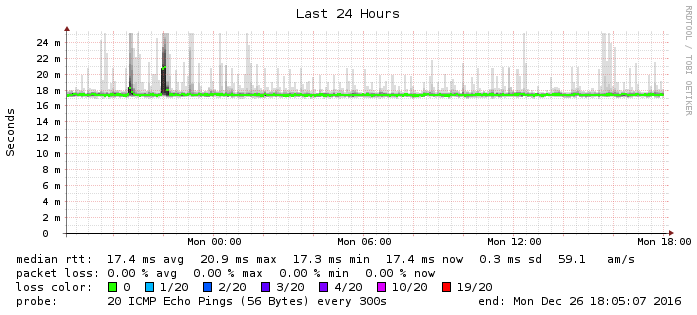 Last 24 Hours
RRDTOOL / TOBI OETIKER
Seconds
24 m
22 m
20 m
18 m
16 m
14 m
12 m
10 m
8 m
6 m
4 m
2 m
0
Mon 00:00 Mon 06:00 Mon 12:00 Mon 18:00
median rtt: 17.4 ms avg 20.9 ms max 17.3 ms min 17.4 ms now 0.3 ms sd 59.1 am/s
packet loss: 0.00 % avg 0.00 % max 0.00 % min 0.00 % now
loss color: 0 1/20 2/20 3/20 4/20 10/20 19/20
probe: 20 ICMP Echo Pings (56 Bytes) every 300s end: Mon Dec 26 18:05:07 2016